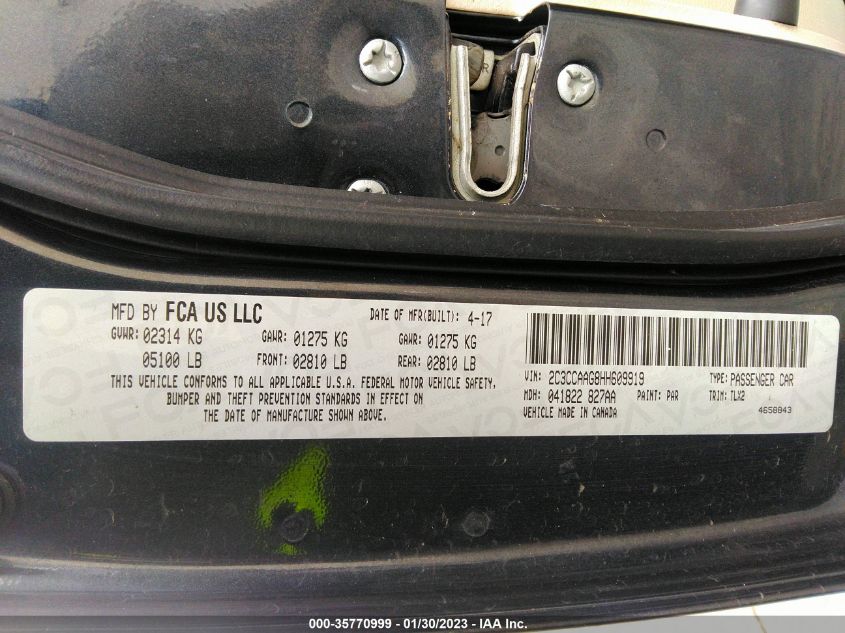 MFD BY FCA US LLC DATE OF MFR(BUILT): 4-17
GVWR: 02314 KG GAWR: 01275 KG GAWR: 01275 KG
05100 LB FRONT: 02810 LB REAR: 02810 LB
THIS VEHICLE CONFORMS TO ALL APPLICABLE U.S.A. FEDERAL MOTOR VEHICLE SAFETY,
BUMPER AND THEFT PREVENTION STANDARDS IN EFFECT ON
THE DATE OF MANUFACTURE SHOWN ABOVE.
VIN: 2C3CCAAG8HH609919 TYPE: PASSENGER CAR
MDH: 041822 827AA PAINT: PAR TRIM: TLX2
VEHICLE MADE IN CANADA 4658843
000-35770999 - 01/30/2023 - IAA Inc.